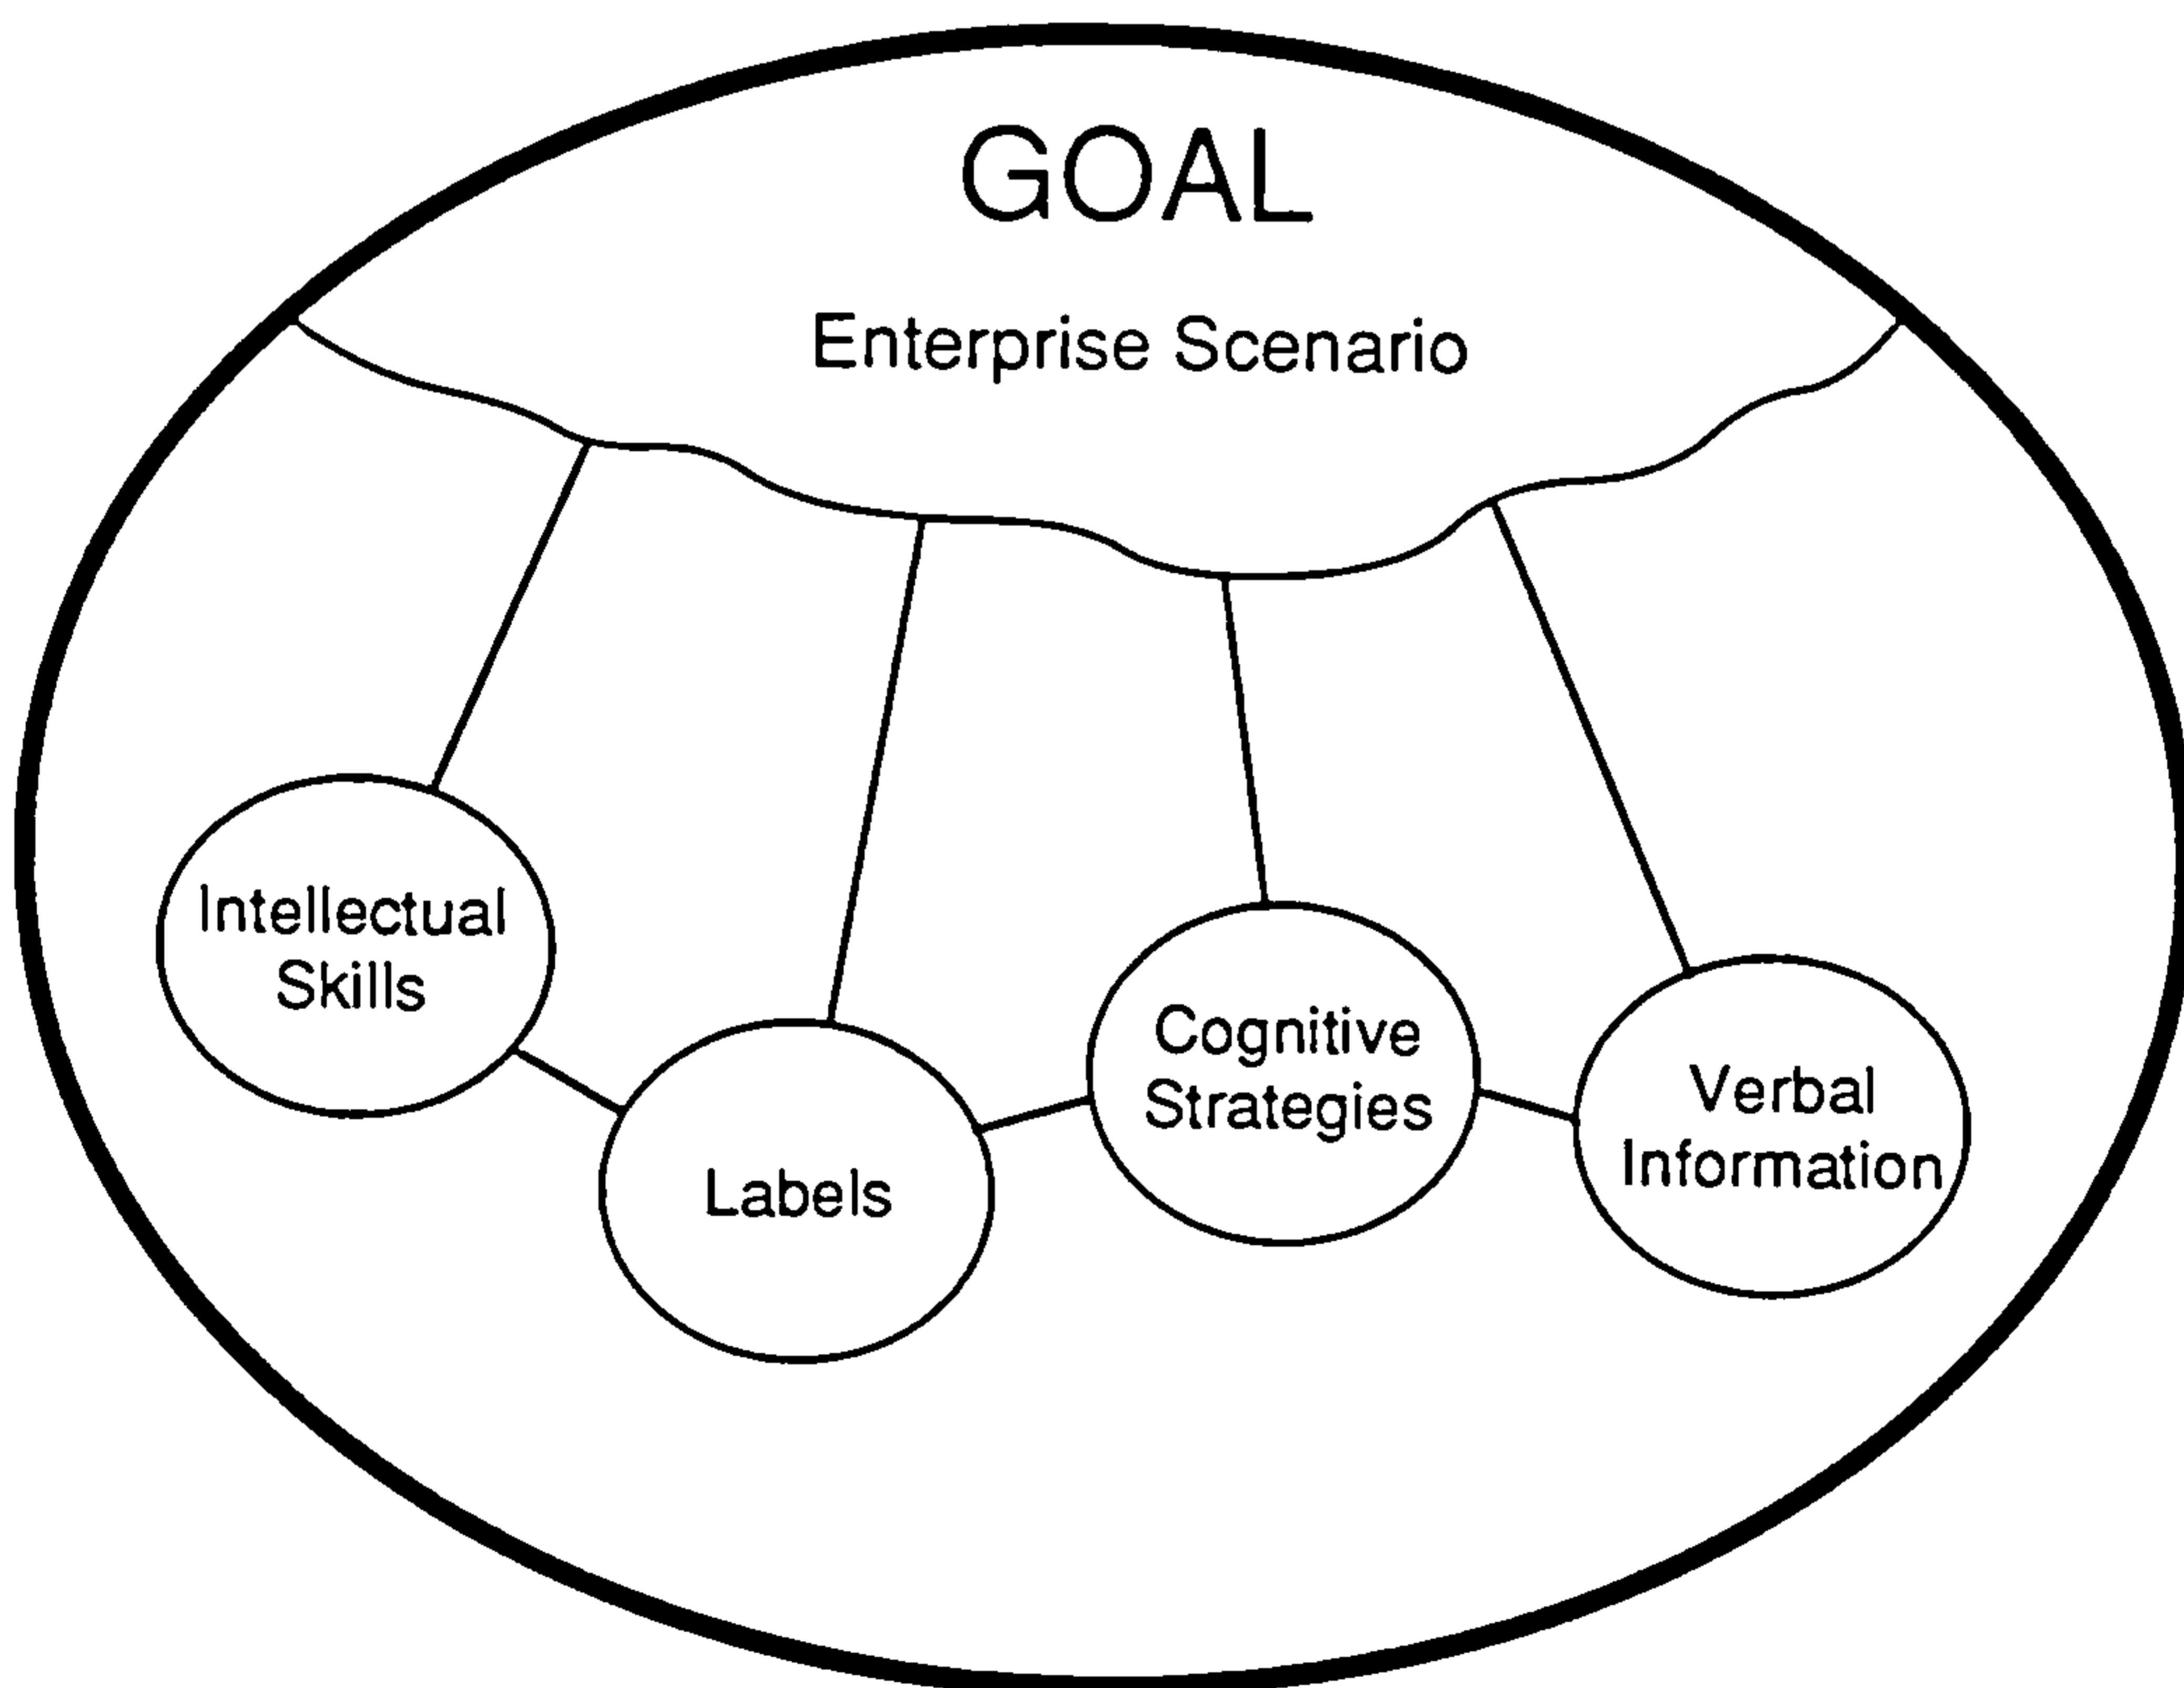 GOAL
Enterprise Scenario
Intellectual
Skills
Labels
Cognitive
Strategies
Verbal
Information